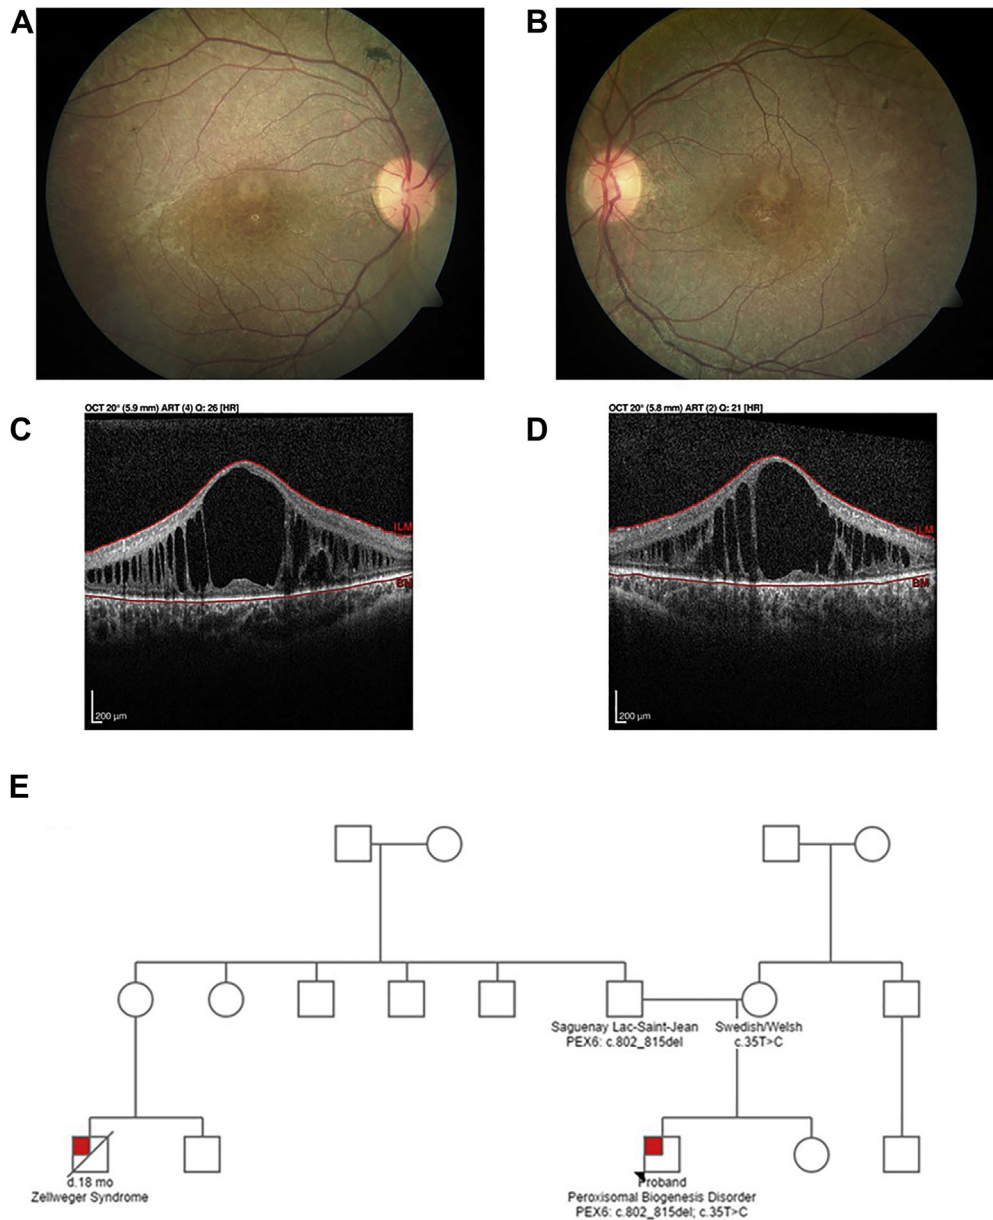 A
B
OCT 20° (5.9 mm) ART (4) Q: 26 [HR]
OCT 20° (5.8 mm) ART (2) Q: 21 [HR]
C
D
ILM
BM
200 µm
ILM
BM
200 µm
E
Saguenay Lac-Saint-Jean
PEX6: c.802_815del
Swedish/Welsh
c.35T>C
d.18 mo
Zellweger Syndrome
Proband
Peroxisomal Biogenesis Disorder
PEX6: c.802_815del; c.35T>C